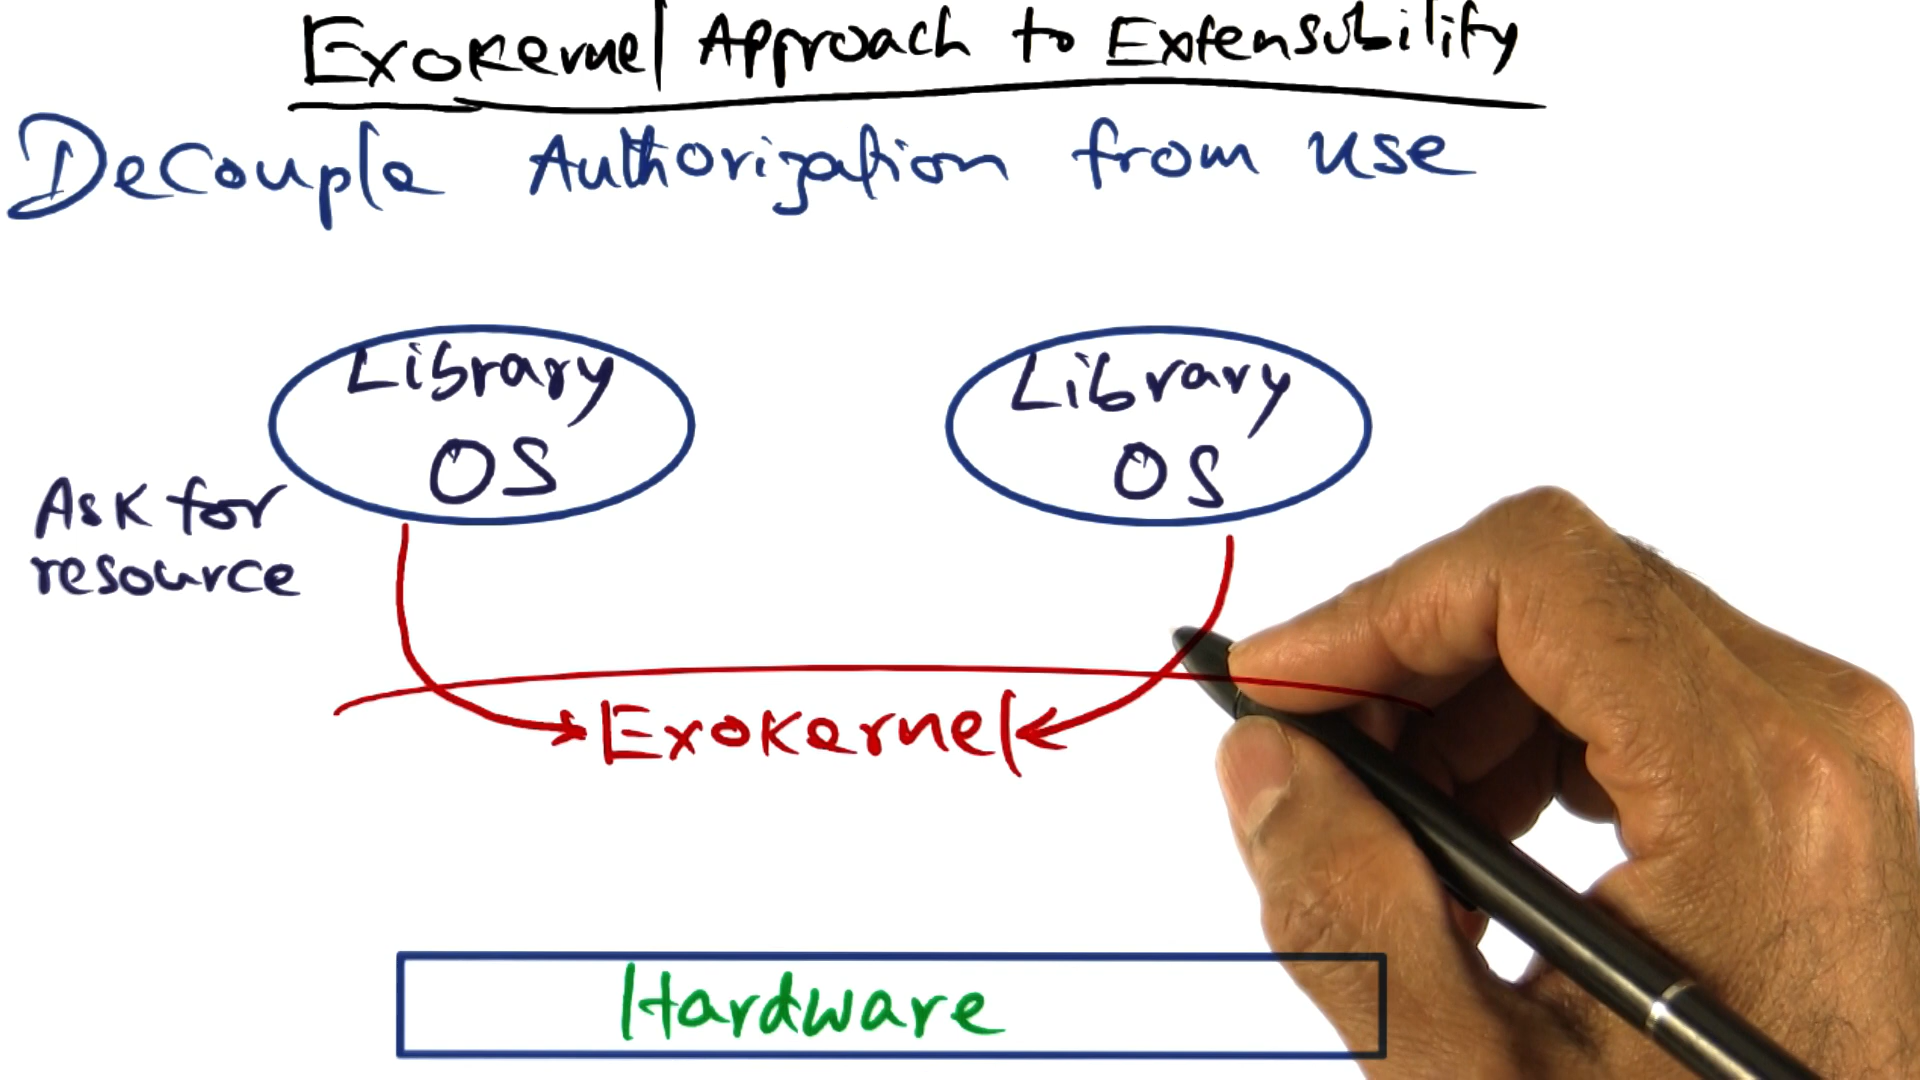 Exokernel Approach to Extensibility
Decouple Authorization from use
Library
OS
Library
OS
Ask for
resource
Exokernel
Hardware